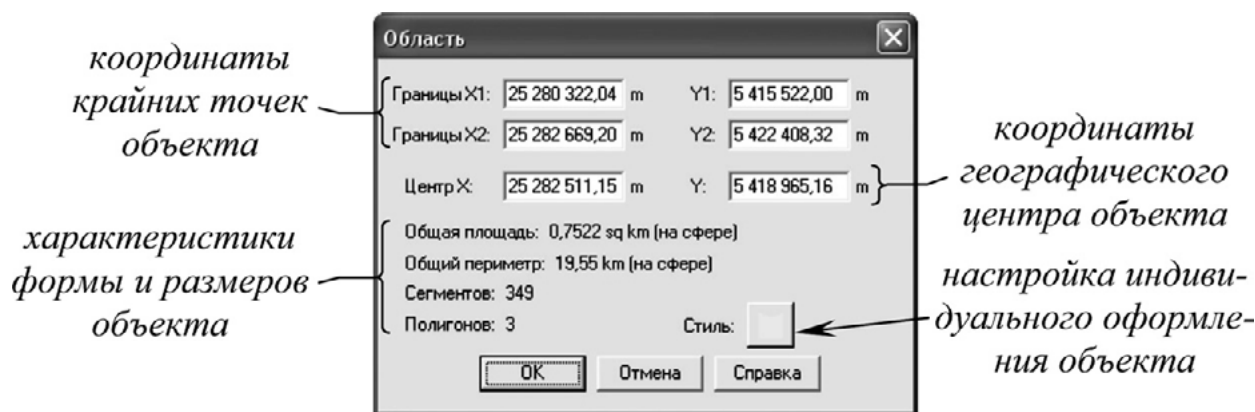 Область
координаты
крайних точек
объекта
Границы X1: 25 280 322,04 m Y1: 5 415 522,00 m
Границы X2: 25 282 669,20 m Y2: 5 422 408,32 m
Центр X: 25 282 511,15 m Y: 5 418 965,16 m
координаты
географического
центра объекта
характеристики
формы и размеров
объекта
Общая площадь: 0,7522 sq km (на сфере)
Общий периметр: 19,55 km (на сфере)
Сегментов: 349
Полигонов: 3 Стиль:
настройка индиви-
дуального оформле-
ния объекта
OK Отмена Справка